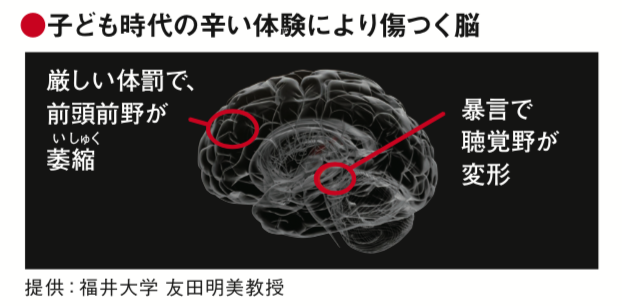 ●子ども時代の辛い体験により傷つく脳
厳しい体罰で、
前頭前野が
いしゅく
萎縮
暴言で
聴覚野が
変形
提供：福井大学 友田明美教授